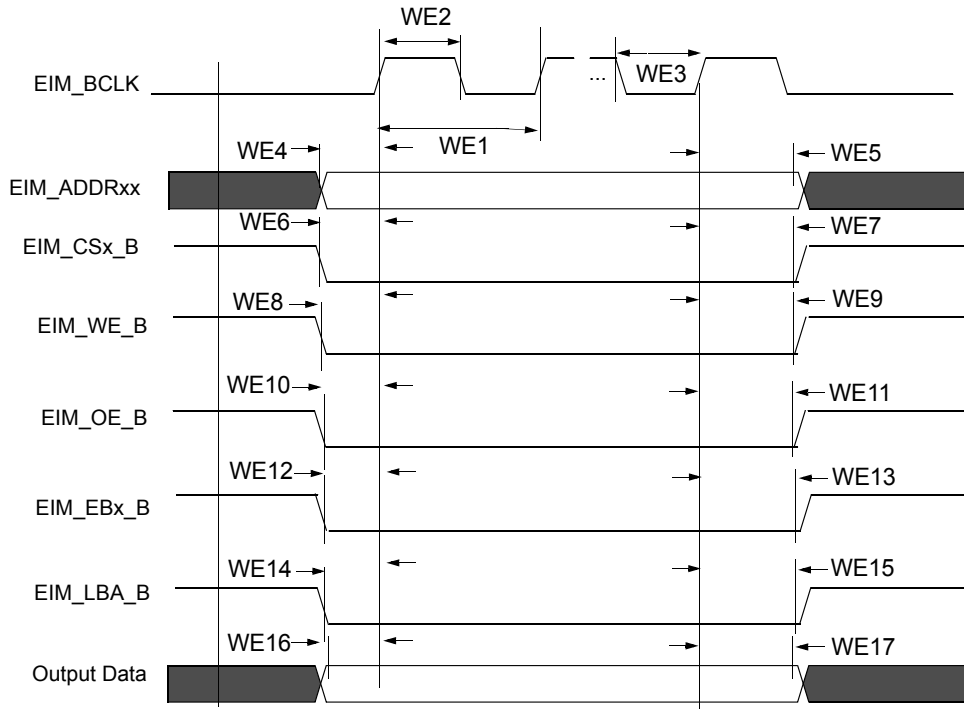 WE2
EIM_BCLK
...
WE3
WE1
WE4
WE5
EIM_ADDRxx
WE6
WE7
EIM_CSx_B
WE8
WE9
EIM_WE_B
WE10
WE11
EIM_OE_B
WE12
WE13
EIM_EBx_B
WE14
WE15
EIM_LBA_B
WE16
WE17
Output Data